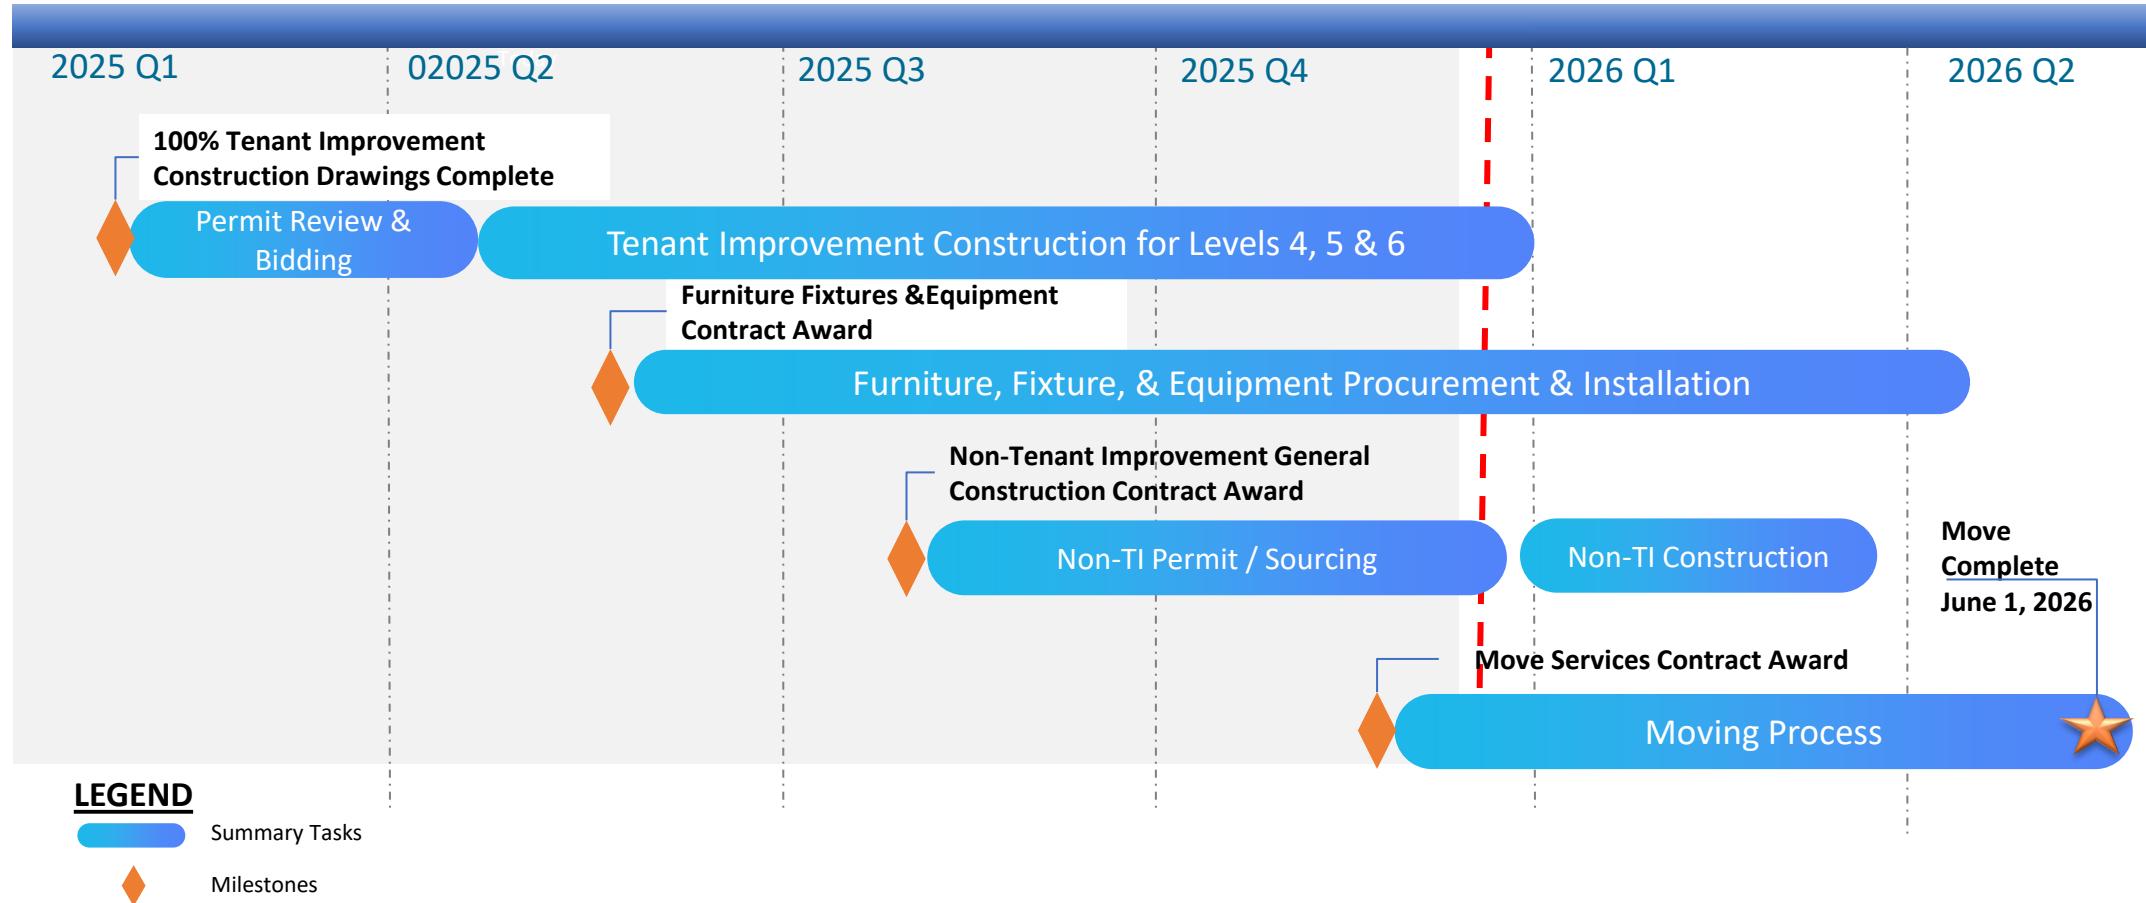 2025 Q1
02025 Q2
2025 Q3
2025 Q4
2026 Q1
2026 Q2
100% Tenant Improvement
Construction Drawings Complete
Permit Review &
Bidding
Tenant Improvement Construction for Levels 4, 5 & 6
Furniture Fixtures &Equipment
Contract Award
Furniture, Fixture, & Equipment Procurement & Installation
Non-Tenant Improvement General
Construction Contract Award
Non-TI Permit / Sourcing
Non-TI Construction
Move
Complete
June 1, 2026
Move Services Contract Award
Moving Process
LEGEND
Summary Tasks
Milestones